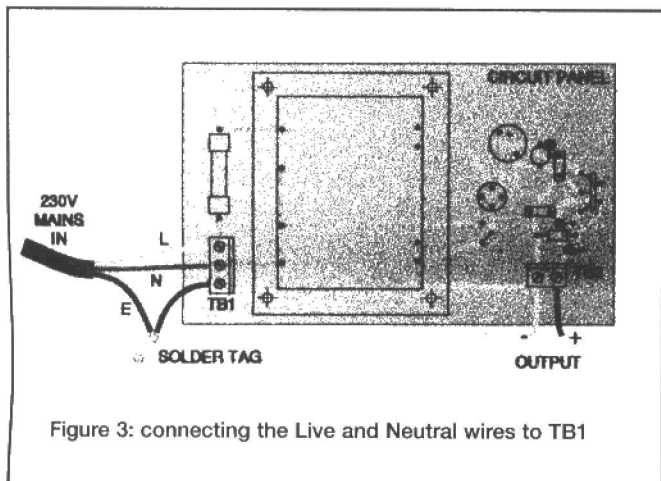 CIRCUIT PANEL
230V
MAINS
IN
L
N
E
TB1
SOLDER TAG
- +
OUTPUT
Figure 3: connecting the Live and Neutral wires to TB1